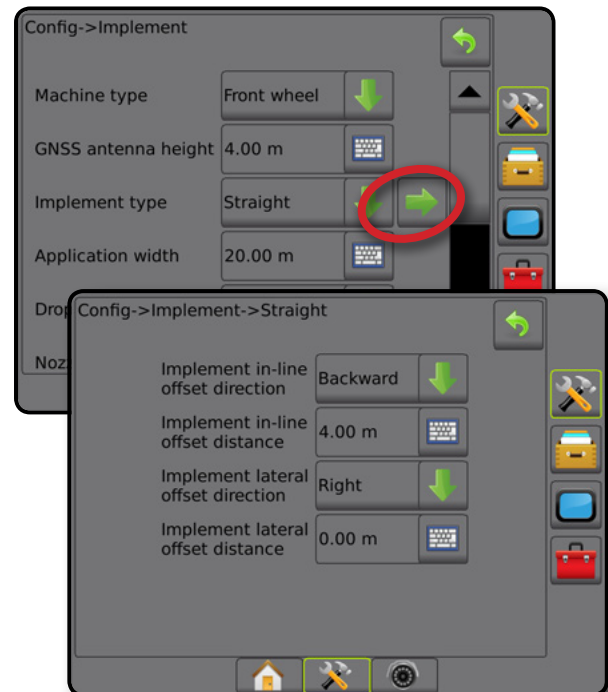 Config->Implement
Machine type Front wheel
GNSS antenna height 4.00 m
Implement type Straight
Application width 20.00 m
Config->Implement->Straight
Implement in-line
offset direction
Backward
Implement in-line
offset distance
4.00 m
Implement lateral
offset direction
Right
Implement lateral
offset distance
0.00 m